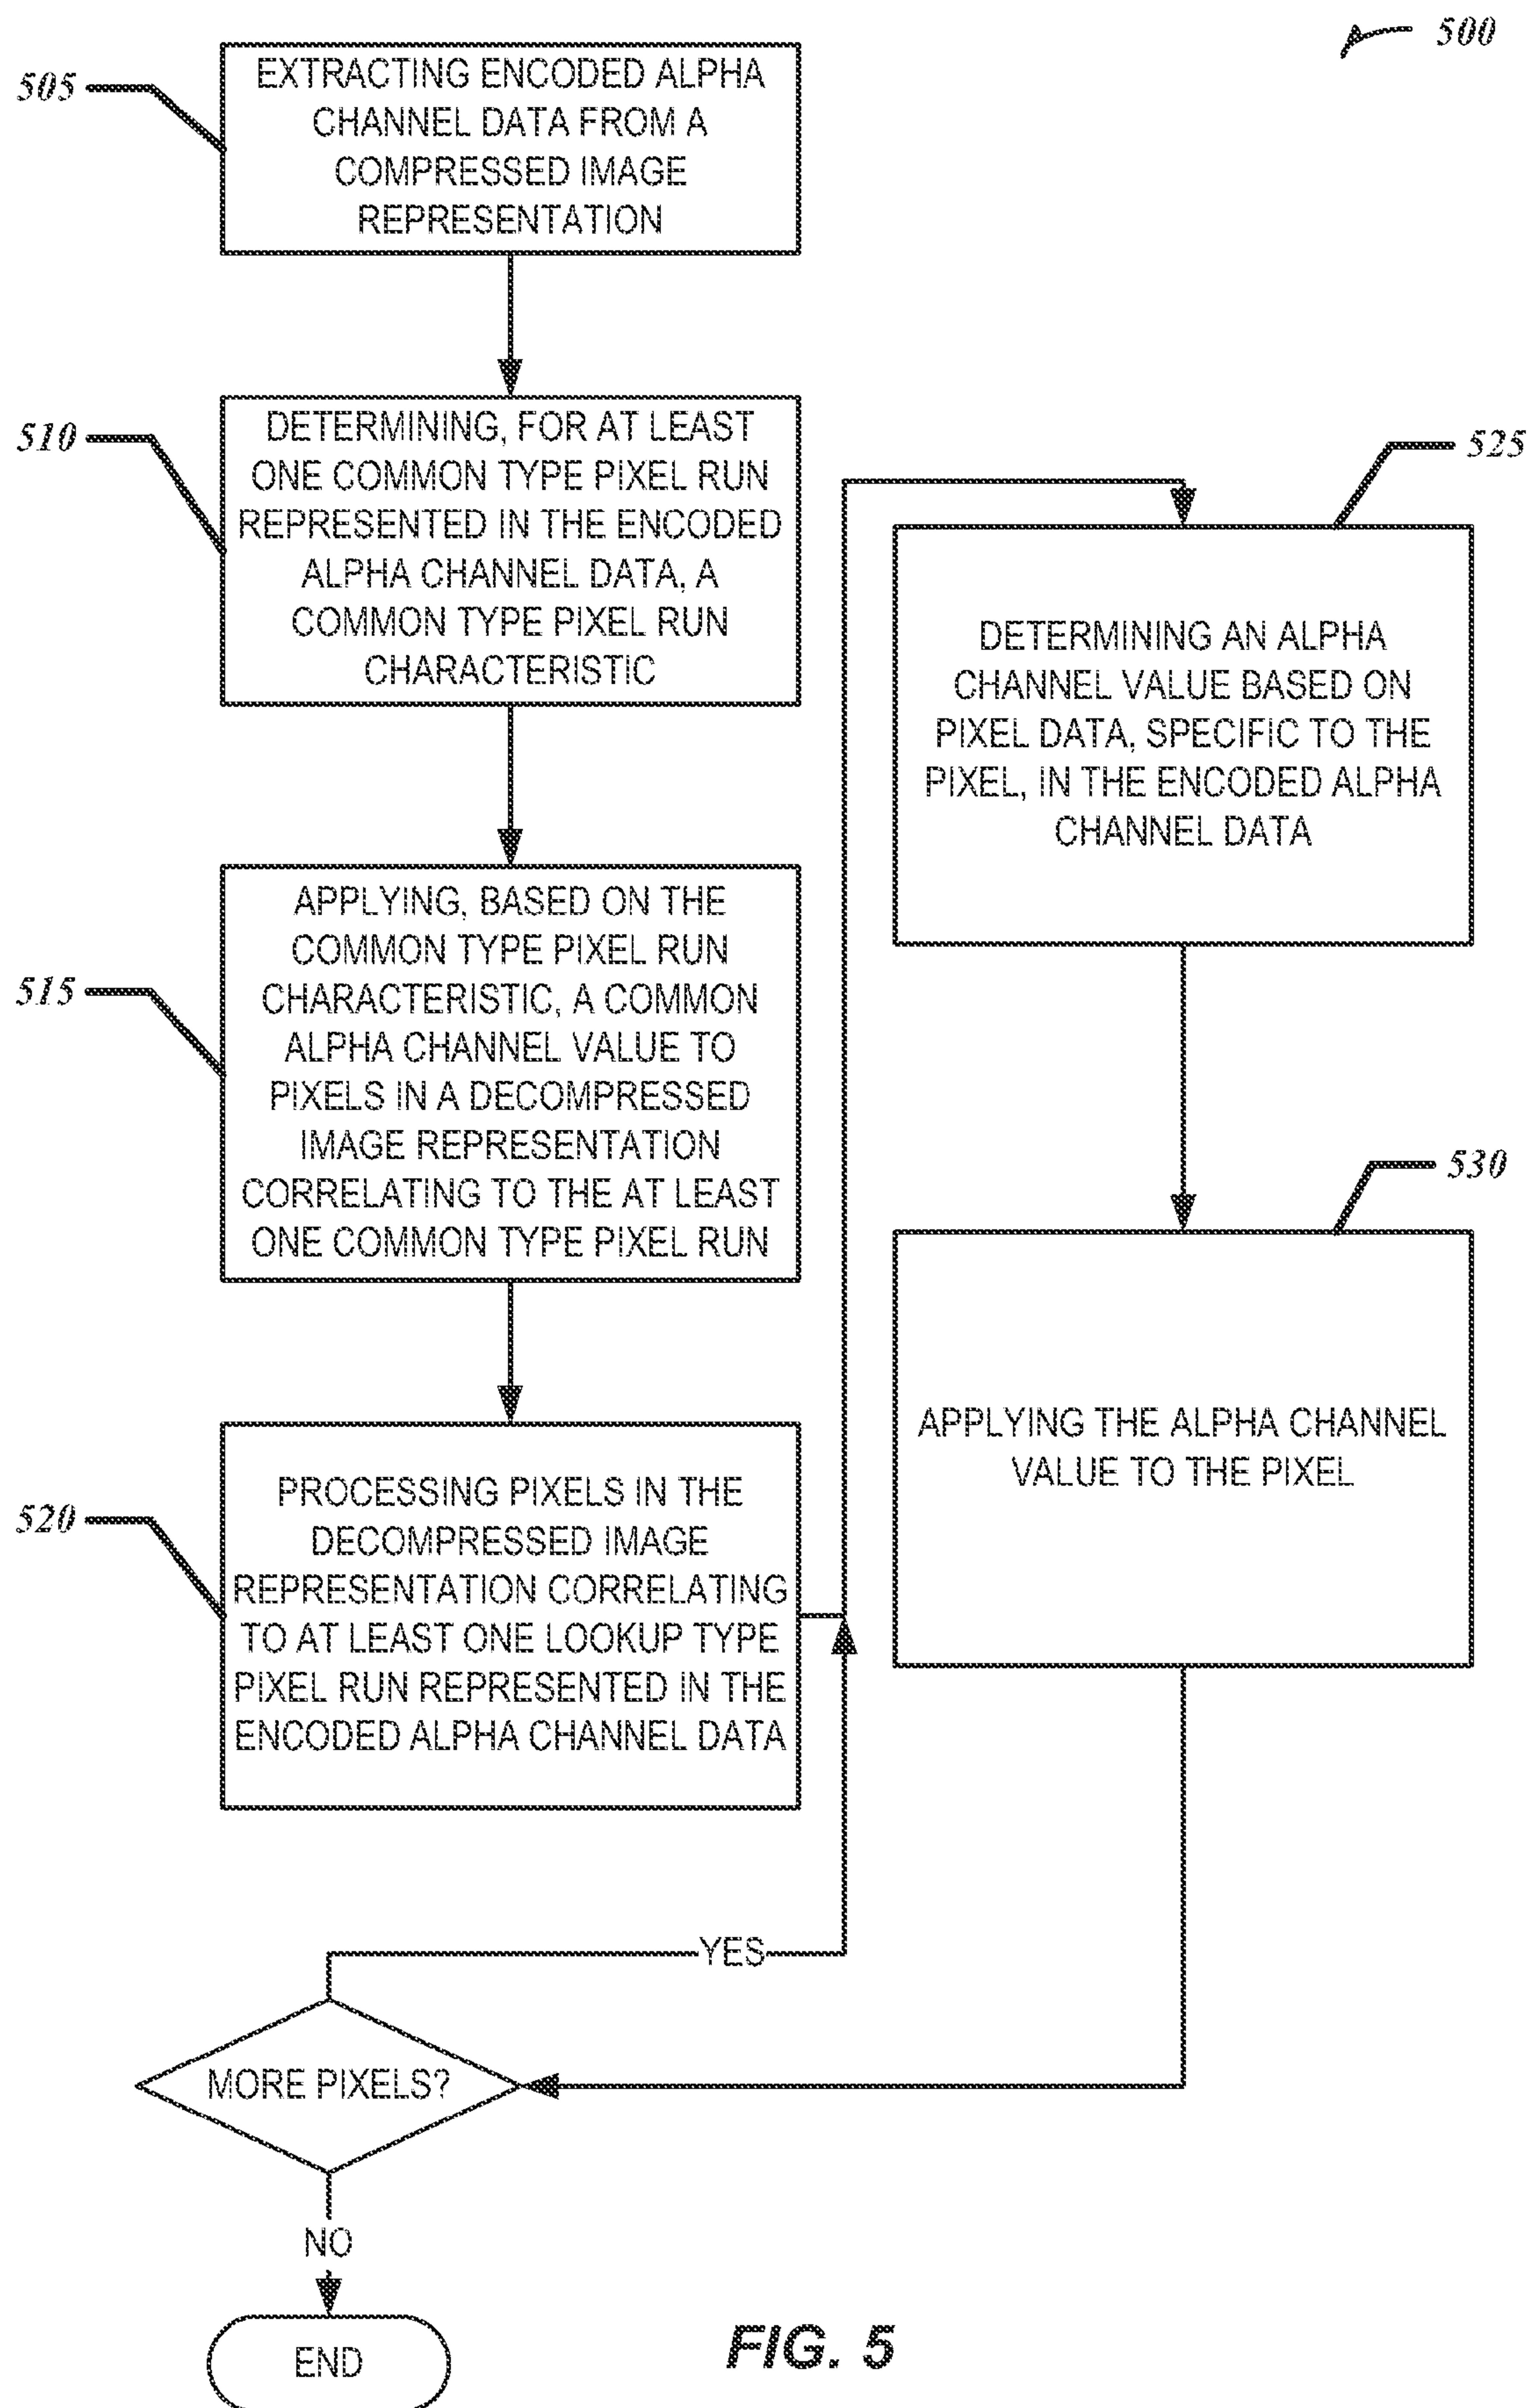 500
505
EXTRACTING ENCODED ALPHA
CHANNEL DATA FROM A
COMPRESSED IMAGE
REPRESENTATION
510
DETERMINING, FOR AT LEAST
ONE COMMON TYPE PIXEL RUN
REPRESENTED IN THE ENCODED
ALPHA CHANNEL DATA, A
COMMON TYPE PIXEL RUN
CHARACTERISTIC
515
APPLYING, BASED ON THE
COMMON TYPE PIXEL RUN
CHARACTERISTIC, A COMMON
ALPHA CHANNEL VALUE TO
PIXELS IN A DECOMPRESSED
IMAGE REPRESENTATION
CORRELATING TO THE AT LEAST
ONE COMMON TYPE PIXEL RUN
520
PROCESSING PIXELS IN THE
DECOMPRESSED IMAGE
REPRESENTATION CORRELATING
TO AT LEAST ONE LOOKUP TYPE
PIXEL RUN REPRESENTED IN THE
ENCODED ALPHA CHANNEL DATA
525
DETERMINING AN ALPHA
CHANNEL VALUE BASED ON
PIXEL DATA, SPECIFIC TO THE
PIXEL, IN THE ENCODED ALPHA
CHANNEL DATA
530
APPLYING THE ALPHA CHANNEL
VALUE TO THE PIXEL
YES
MORE PIXELS?
NO
END
FIG. 5